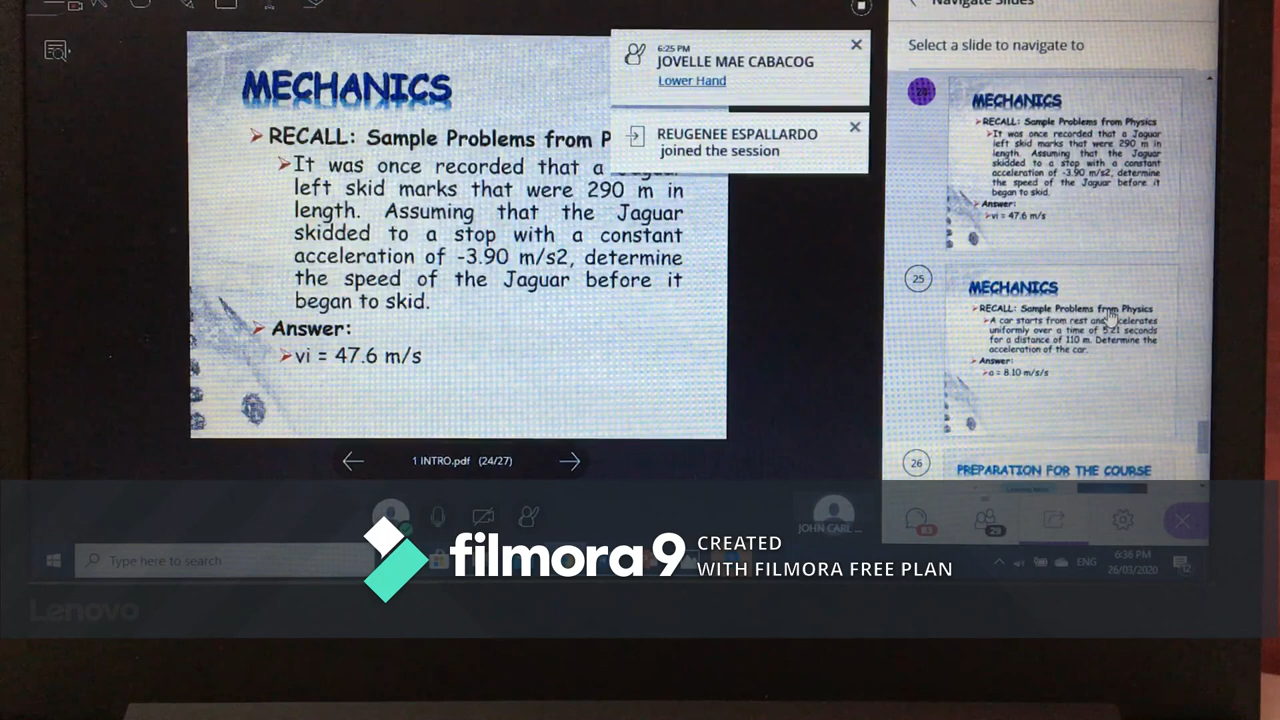 Navigate Slides
Select a slide to navigate to
6:25 PM
JOVELLE MAE CABACOG
Lower Hand
REUGENEE ESPALLARDO
joined the session
MECHANICS
RECALL: Sample Problems from P
It was once recorded that a Jaguar
left skid marks that were 290 m in
length. Assuming that the Jaguar
skidded to a stop with a constant
acceleration of -3.90 m/s2, determine
the speed of the Jaguar before it
began to skid.
Answer:
vi = 47.6 m/s
1 INTRO.pdf (24/27)
MECHANICS
RECALL: Sample Problems from Physics
It was once recorded that a Jaguar
left skid marks that were 290 m in
length. Assuming that the Jaguar
skidded to a stop with a constant
acceleration of -3.90 m/s2, determine
the speed of the Jaguar before it
began to skid.
Answer:
vi = 47.6 m/s
25
MECHANICS
RECALL: Sample Problems from Physics
A car starts from rest and accelerates
uniformly over a time of 5.21 seconds
for a distance of 110 m. Determine the
acceleration of the car.
Answer:
a = 8.10 m/s/s
26
PREPARATION FOR THE COURSE
JOHN CARL ...
29
Type here to search
ENG
6:36 PM
26/03/2020
filmora9
CREATED
WITH FILMORA FREE PLAN
Lenovo